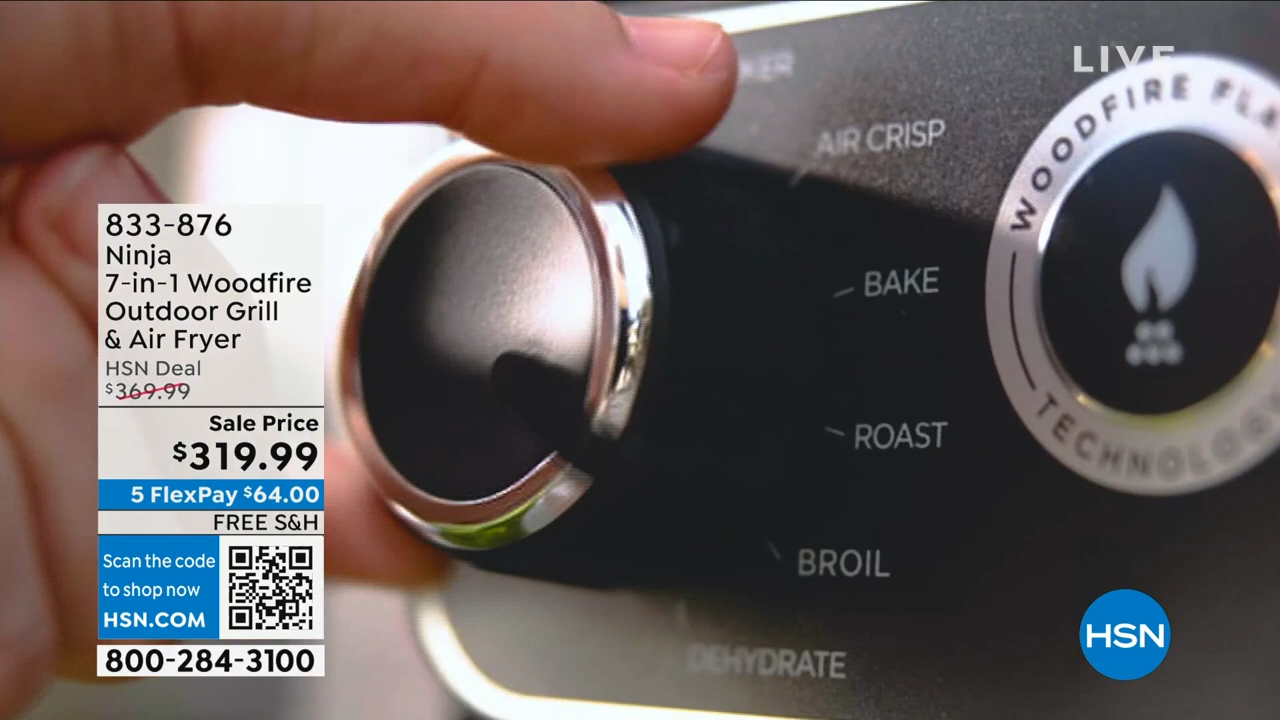 LIVE
AIR CRISP
WOODFIRE
BAKE
ROAST
TECHNOLOGY
BROIL
DEHYDRATE
833-876
Ninja
7-in-1 Woodfire
Outdoor Grill
& Air Fryer
HSN Deal
$369.99
Sale Price
$319.99
5 FlexPay $64.00
FREE S&H
Scan the code
to shop now
HSN.COM
800-284-3100
HSN